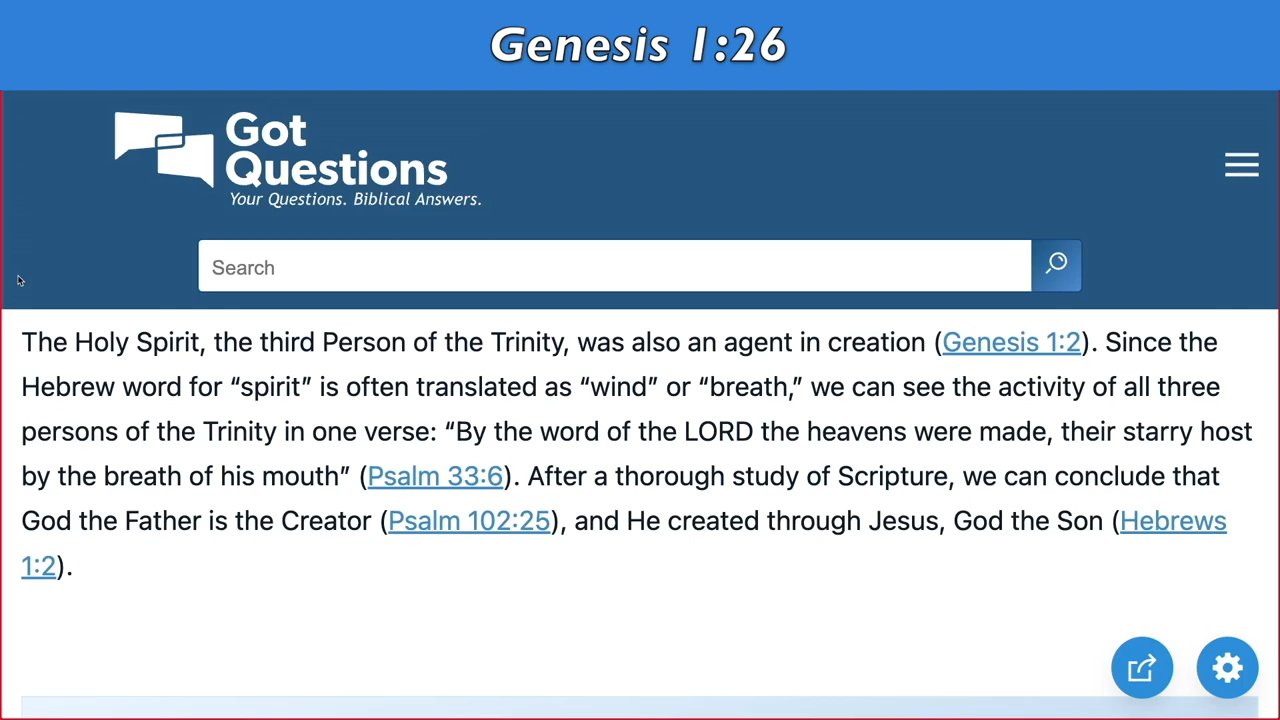 Genesis 1:26
Got
Questions
Your Questions. Biblical Answers.
Search
The Holy Spirit, the third Person of the Trinity, was also an agent in creation (Genesis 1:2). Since the
Hebrew word for “spirit” is often translated as “wind” or “breath,” we can see the activity of all three
persons of the Trinity in one verse: “By the word of the LORD the heavens were made, their starry host
by the breath of his mouth” (Psalm 33:6). After a thorough study of Scripture, we can conclude that
God the Father is the Creator (Psalm 102:25), and He created through Jesus, God the Son (Hebrews
1:2).